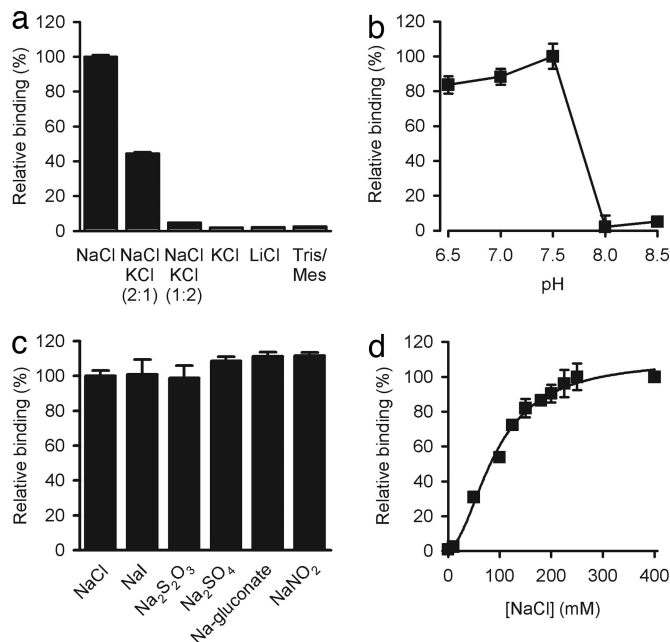 a
Relative binding (%)
120
100
80
60
40
20
0
NaCl
NaCl
KCl
(2:1)
NaCl
KCl
(1:2)
KCl
LiCl
Tris/
Mes
b
Relative binding (%)
120
100
80
60
40
20
0
6.5 7.0 7.5 8.0 8.5
pH
c
Relative binding (%)
120
100
80
60
40
20
0
NaCl
NaI
Na₂S₂O₃
Na₂SO₄
Na-gluconate
NaNO₂
d
Relative binding (%)
120
100
80
60
40
20
0
0 100 200 300 400
[NaCl] (mM)